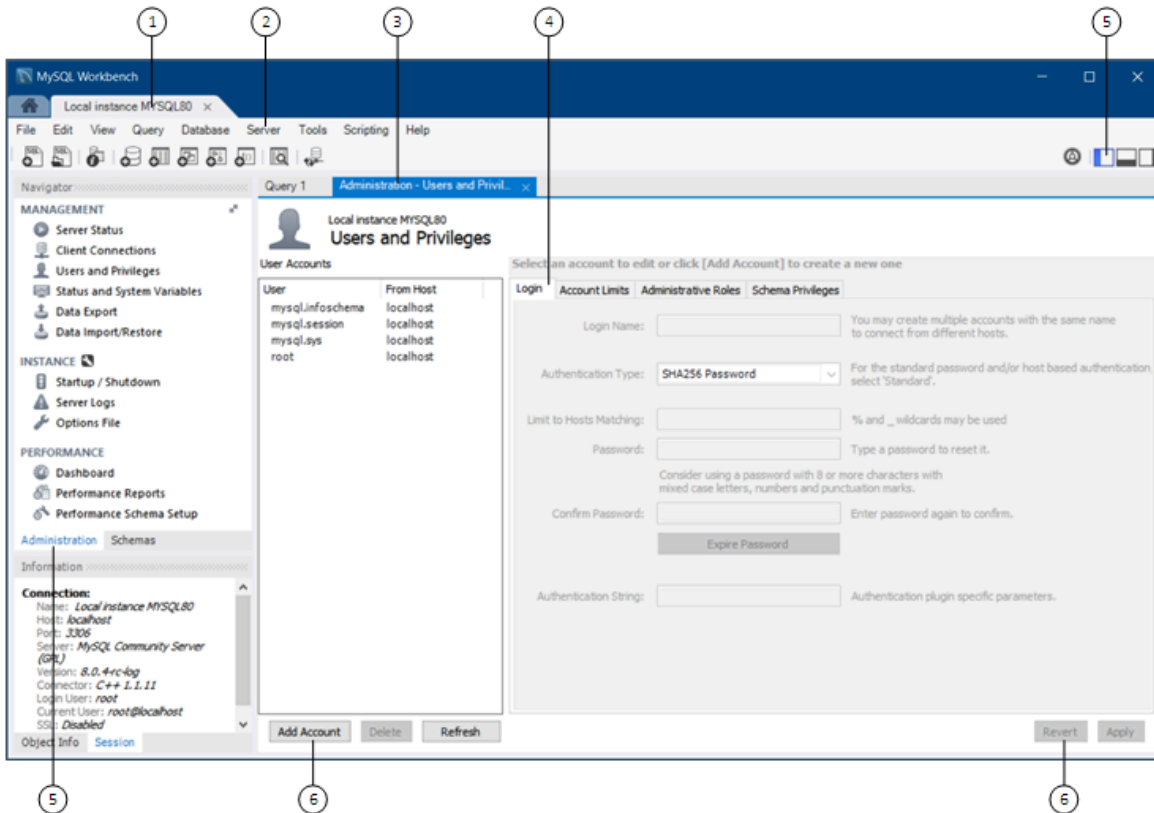 1 2 3 4 5
MySQL Workbench
Local instance MYSQL80
File Edit View Query Database Server Tools Scripting Help
Navigator
MANAGEMENT
Server Status
Client Connections
Users and Privileges
Status and System Variables
Data Export
Data Import/Restore
INSTANCE
Startup / Shutdown
Server Logs
Options File
PERFORMANCE
Dashboard
Performance Reports
Performance Schema Setup
Administration Schemas
Information
Connection:
Name: Local instance MYSQL80
Host: localhost
Port: 3306
Server: MySQL Community Server
(GPL)
Version: 8.0.4-rc-log
Connector: C++ 1.1.11
Login User: root
Current User: root@localhost
SSL: Disabled
Object Info Session
Query 1 Administration - Users and Privil...
Local instance MYSQL80
Users and Privileges
User Accounts
User From Host
mysql.infoschema localhost
mysql.session localhost
mysql.sys localhost
root localhost
Add Account Delete Refresh
Select an account to edit or click [Add Account] to create a new one
Login Account Limits Administrative Roles Schema Privileges
Login Name: You may create multiple accounts with the same name
to connect from different hosts.
Authentication Type: SHA256 Password For the standard password and/or host based authentication
select 'Standard'.
Limit to Hosts Matching: % and _ wildcards may be used
Password: Type a password to reset it.
Consider using a password with 8 or more characters with
mixed case letters, numbers and punctuation marks.
Confirm Password: Enter password again to confirm.
Expire Password
Authentication String: Authentication plugin specific parameters.
Revert Apply
5 6 6